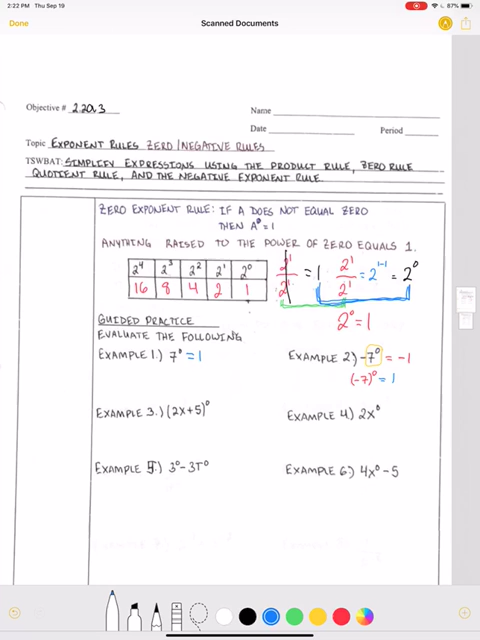 2:22 PM Thu Sep 19
87%
Done
Scanned Documents
Objective # 2.2an3
Name
Date
Period
Topic EXPONENT RULES ZERO/NEGATIVE RULES
TSWBAT: SIMPLIFY EXPRESSIONS USING THE PRODUCT RULE, ZERO RULE
QUOTIENT RULE, AND THE NEGATIVE EXPONENT RULE.
ZERO EXPONENT RULE: IF A DOES NOT EQUAL ZERO
THEN A⁰ = 1
ANYTHING RAISED TO THE POWER OF ZERO EQUALS 1.
2⁴ 2³ 2² 2¹ 2⁰
16 8 4 2 1
2¹/2¹ = 1 2¹/2¹ = 2¹⁻¹ = 2⁰
2⁰ = 1
GUIDED PRACTICE
EVALUATE THE FOLLOWING
EXAMPLE 1.) 7⁰ = 1
EXAMPLE 2.) -7⁰ = -1
(-7)⁰ = 1
EXAMPLE 3.) (2x+5)⁰
EXAMPLE 4.) 2x⁰
EXAMPLE 5.) 3⁰ - 3T⁰
EXAMPLE 6.) 4x⁰ - 5